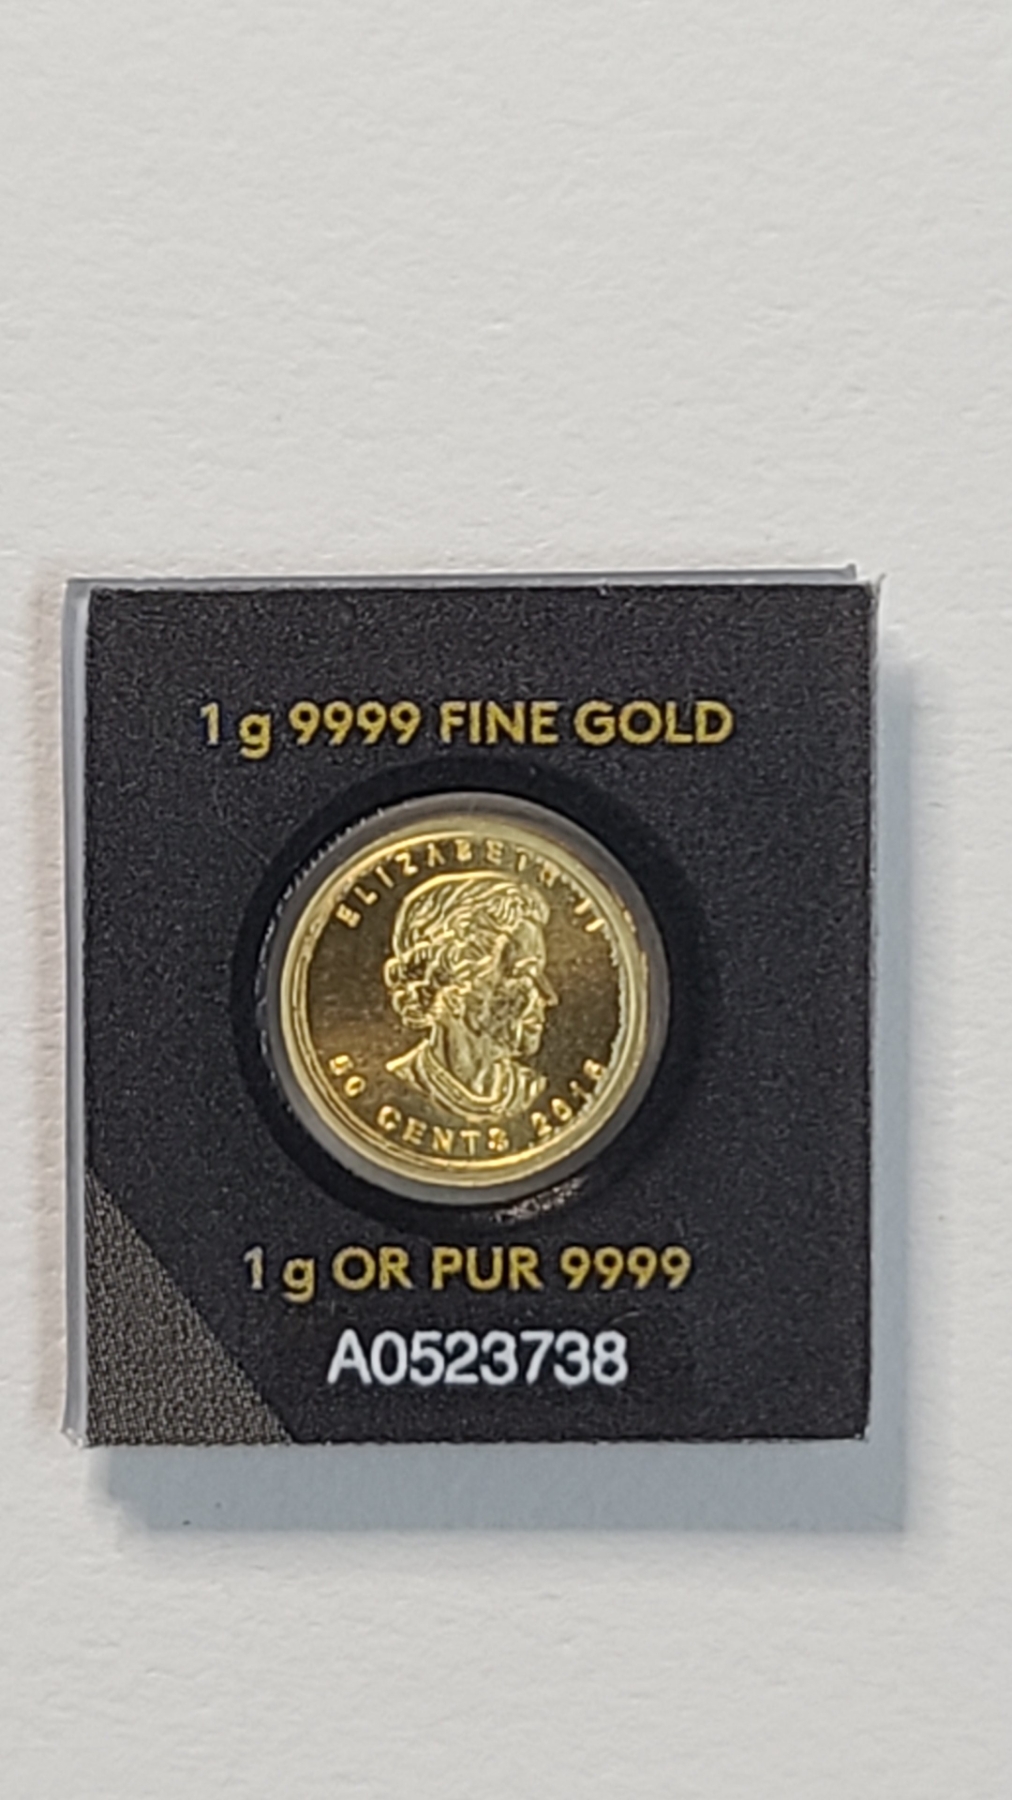 1 g 9999 FINE GOLD
ELIZABETH II
50 CENTS
1 g OR PUR 9999
A0523738